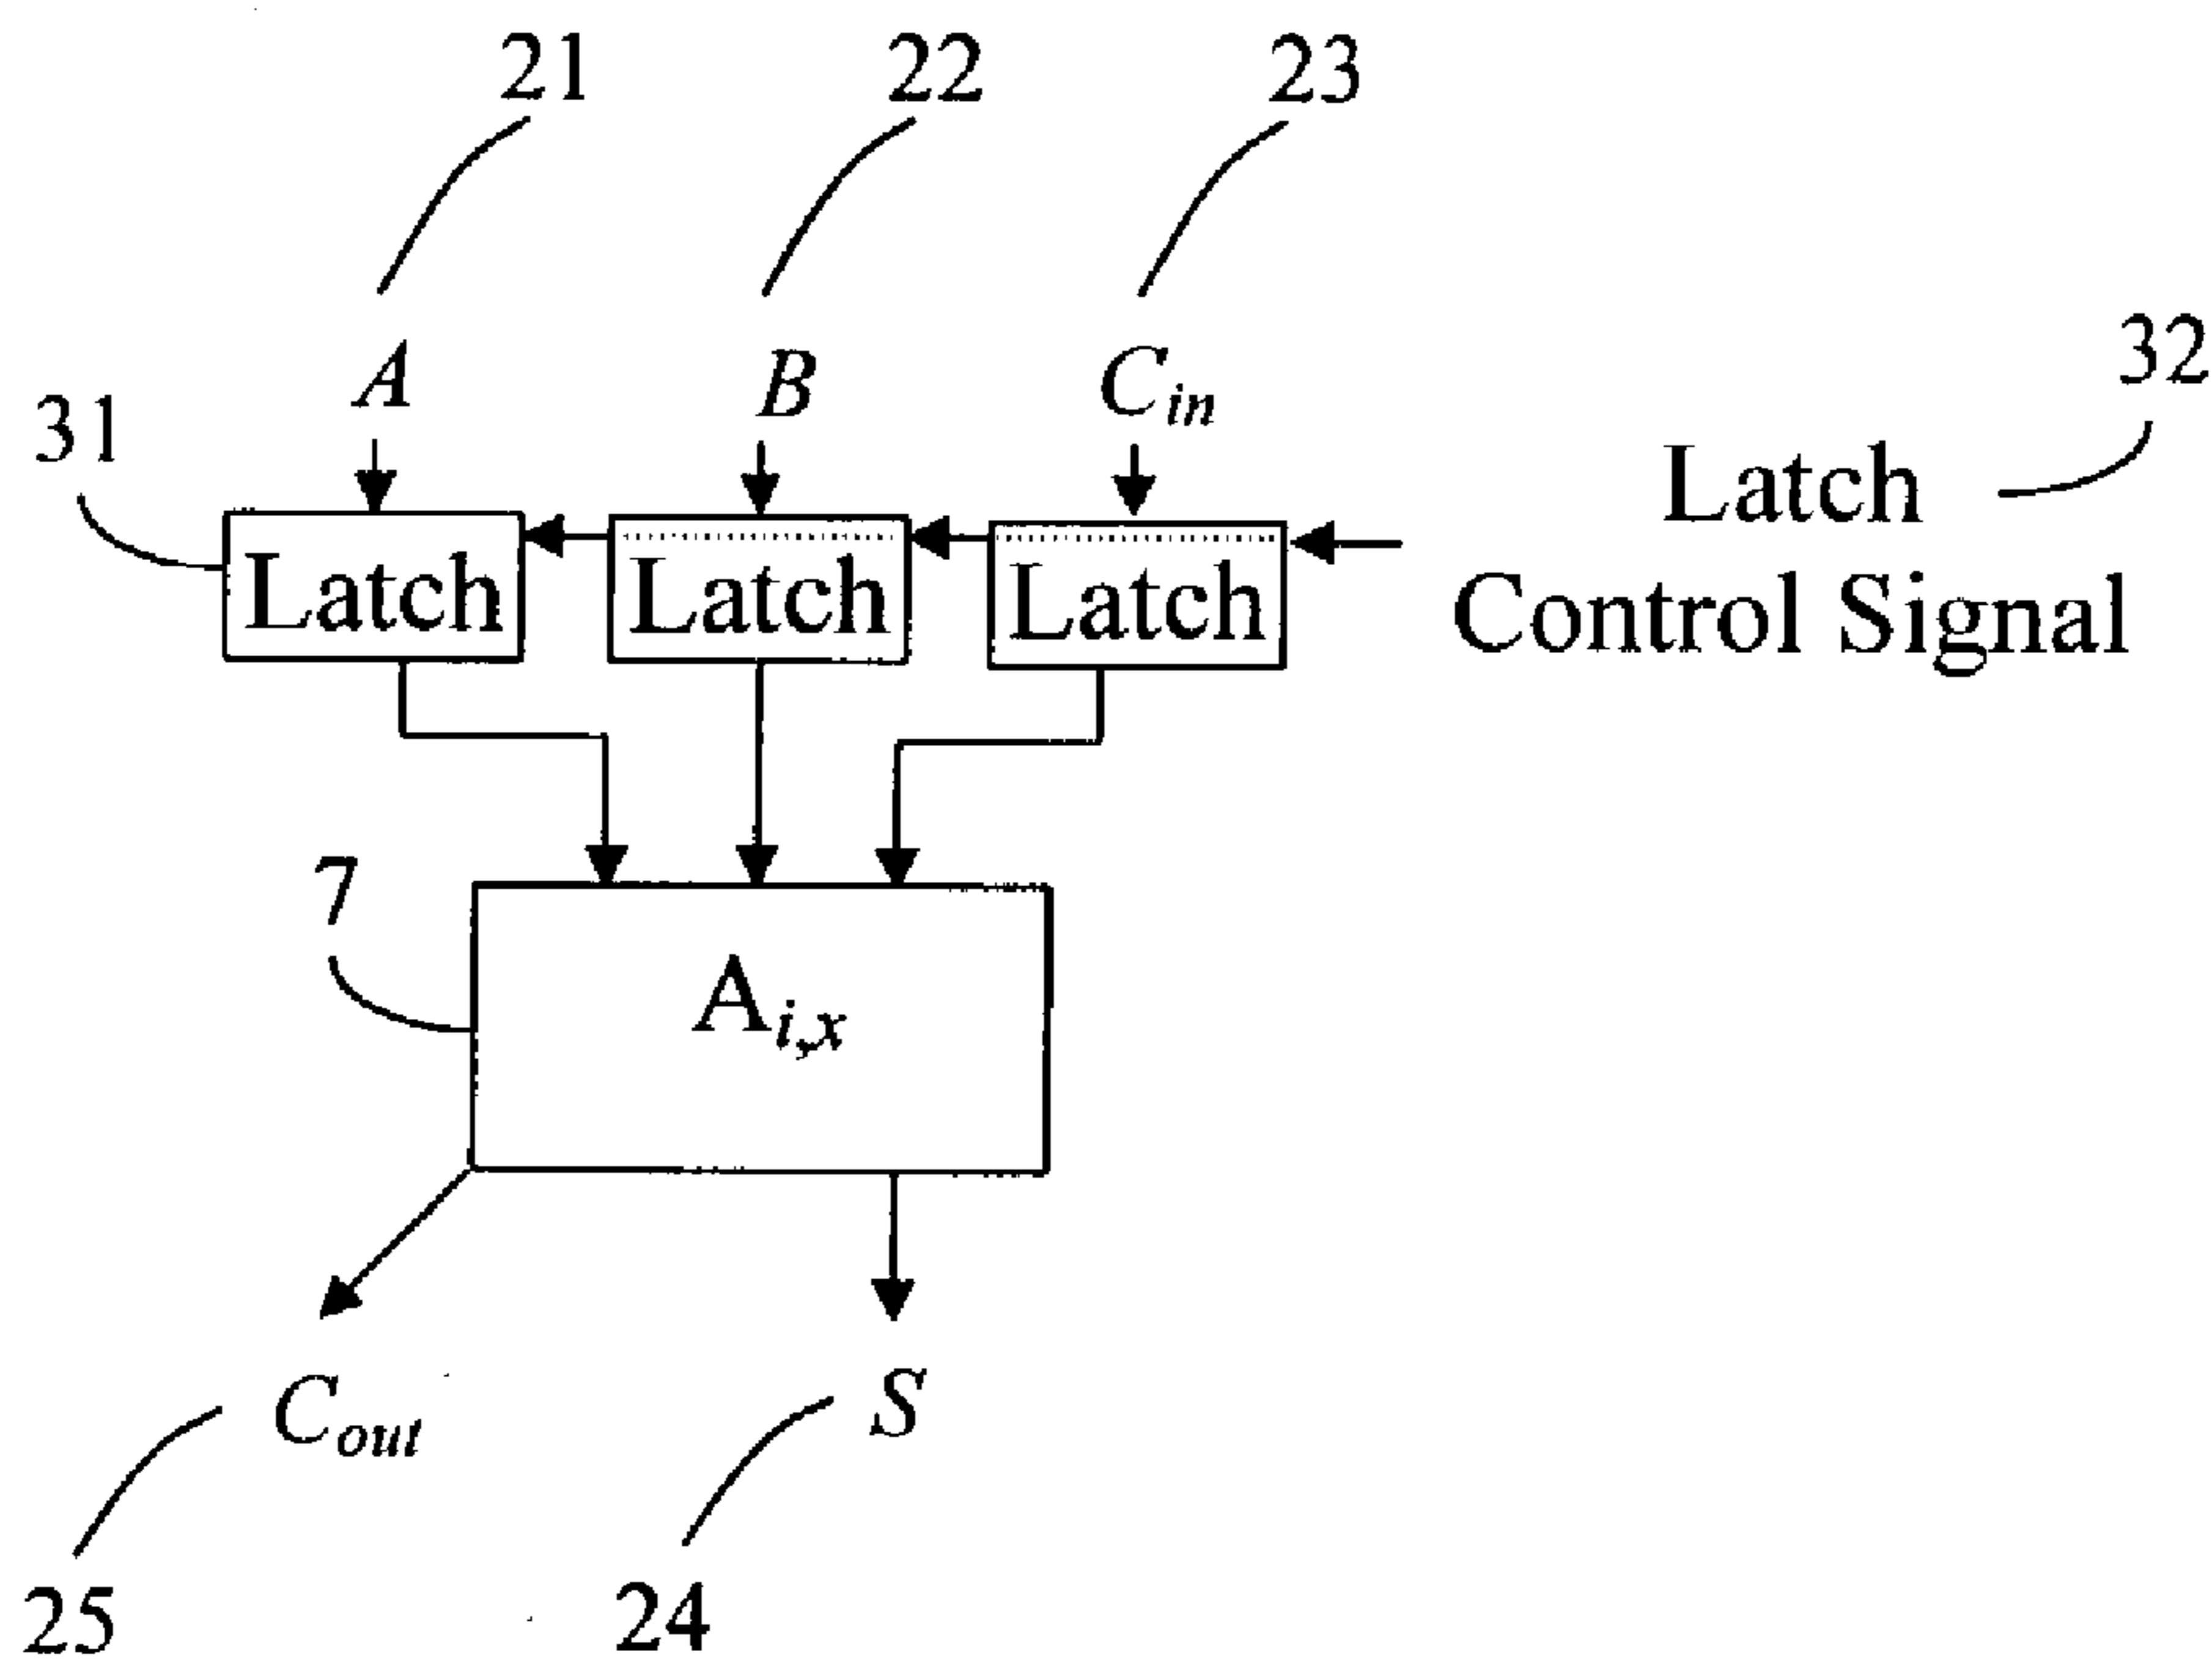 21 22 23
A B C_in
32
31
Latch Latch Latch
Latch
Control Signal
7
A_i,x
C_out S
25 24